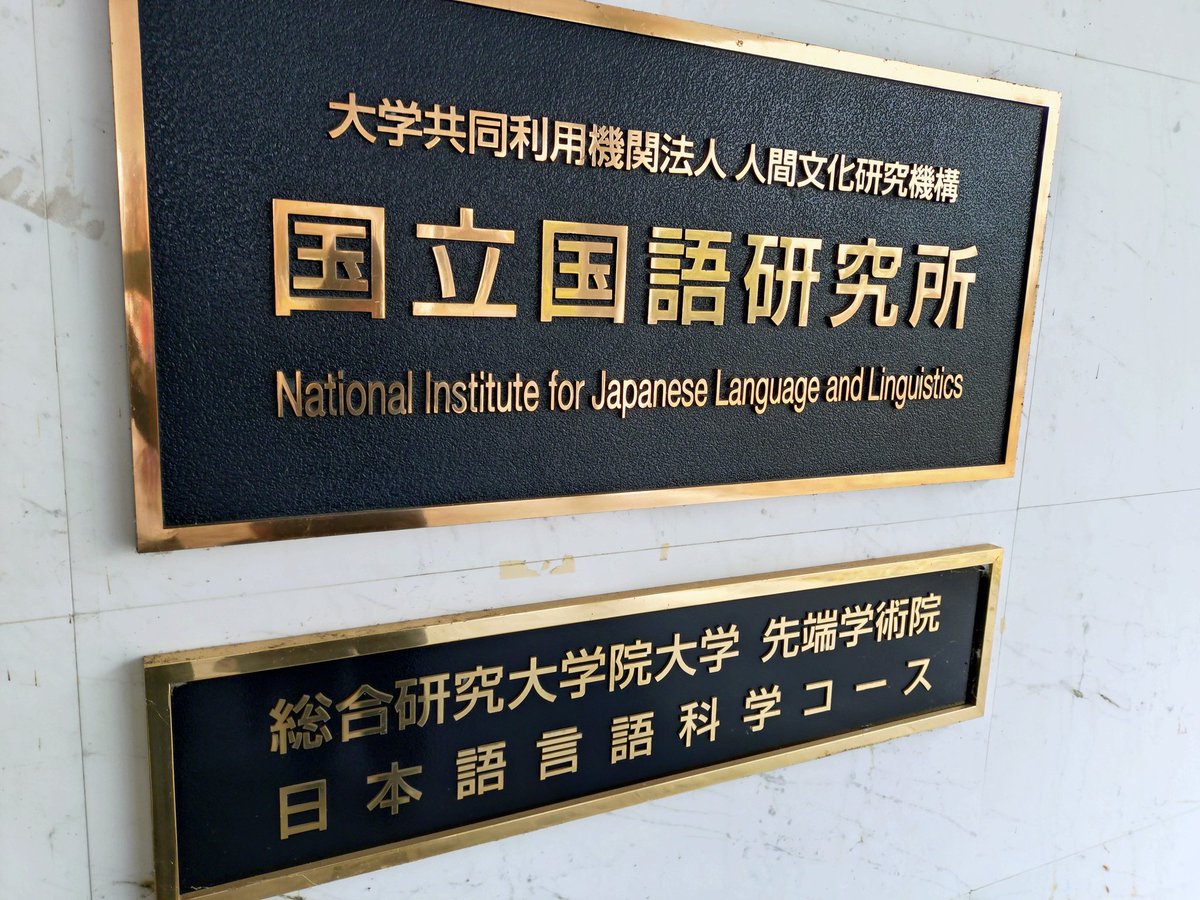 大学共同利用機関法人 人間文化研究機構
国立国語研究所
National Institute for Japanese Language and Linguistics
総合研究大学院大学 先端学術院
日本語言語科学コース